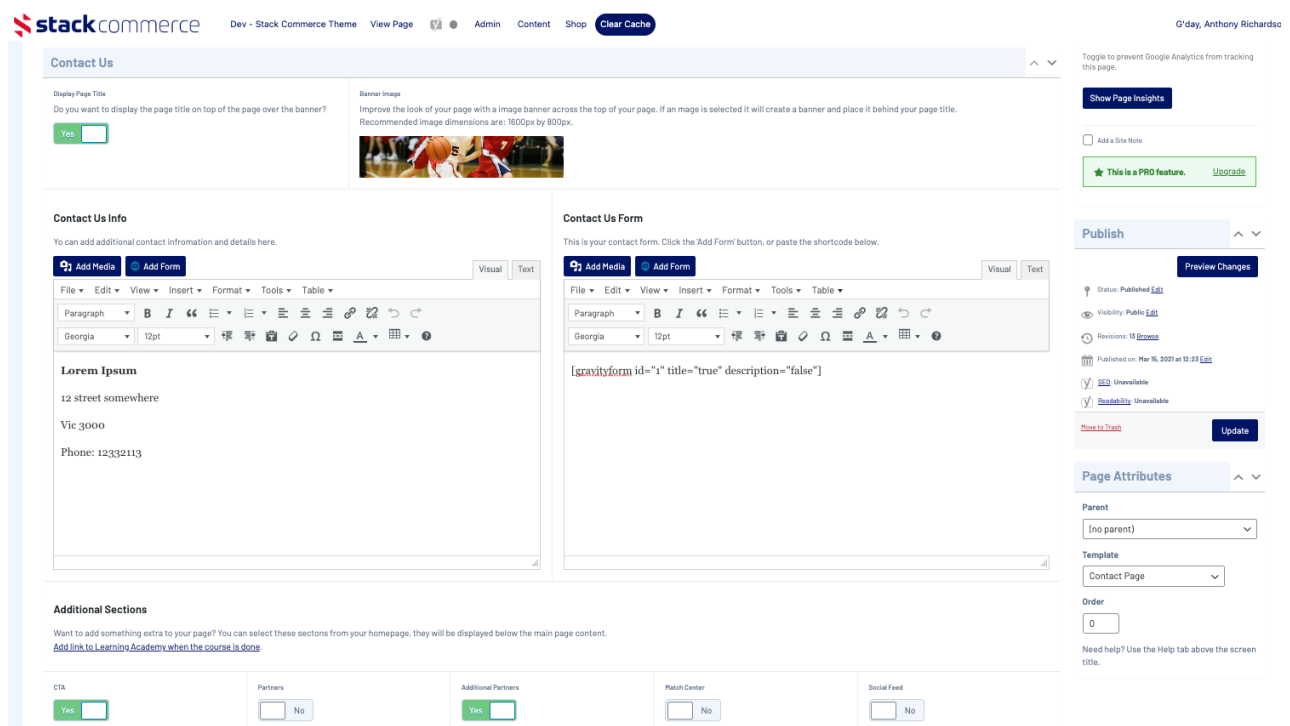 stackcommerce
Dev - Stack Commerce Theme View Page Admin Content Shop Clear Cache
G'day, Anthony Richardso
Contact Us
Display Page Title
Do you want to display the page title on top of the page over the banner?
Yes
Banner Image
Improve the look of your page with a image banner across the top of your page. If an mage is selected it will create a banner and place it behind your page title.
Recommended image dimensions are: 1600px by 800px.
Contact Us Info
Yo can add additional contact infromation and details here.
Add Media Add Form Visual Text
File Edit View Insert Format Tools Table
Paragraph
Georgia 12pt
Lorem Ipsum
12 street somewhere
Vic 3000
Phone: 12332113
Contact Us Form
This is your contact form. Click the 'Add Form' button, or paste the shortcode below.
Add Media Add Form Visual Text
File Edit View Insert Format Tools Table
Paragraph
Georgia 12pt
[gravityform id="1" title="true" description="false"]
Additional Sections
Want to add something extra to your page? You can select these sectons from your homepage, they will be displayed below the main page content.
Add link to Learning Academy when the course is done.
CTA Partners Additional Partners Match Center Social Feed
Yes No Yes No No
Toggle to prevent Google Analytics from tracking
this page.
Show Page Insights
Add a Site Note
This is a PRO feature. Upgrade
Publish
Preview Changes
Status: Published Edit
Visibility: Public Edit
Revisions: 13 Browse
Published on: Mar 15, 2021 at 12:23 Edit
SEO: Unavailable
Readability: Unavailable
Move to Trash Update
Page Attributes
Parent
(no parent)
Template
Contact Page
Order
0
Need help? Use the Help tab above the screen
title.